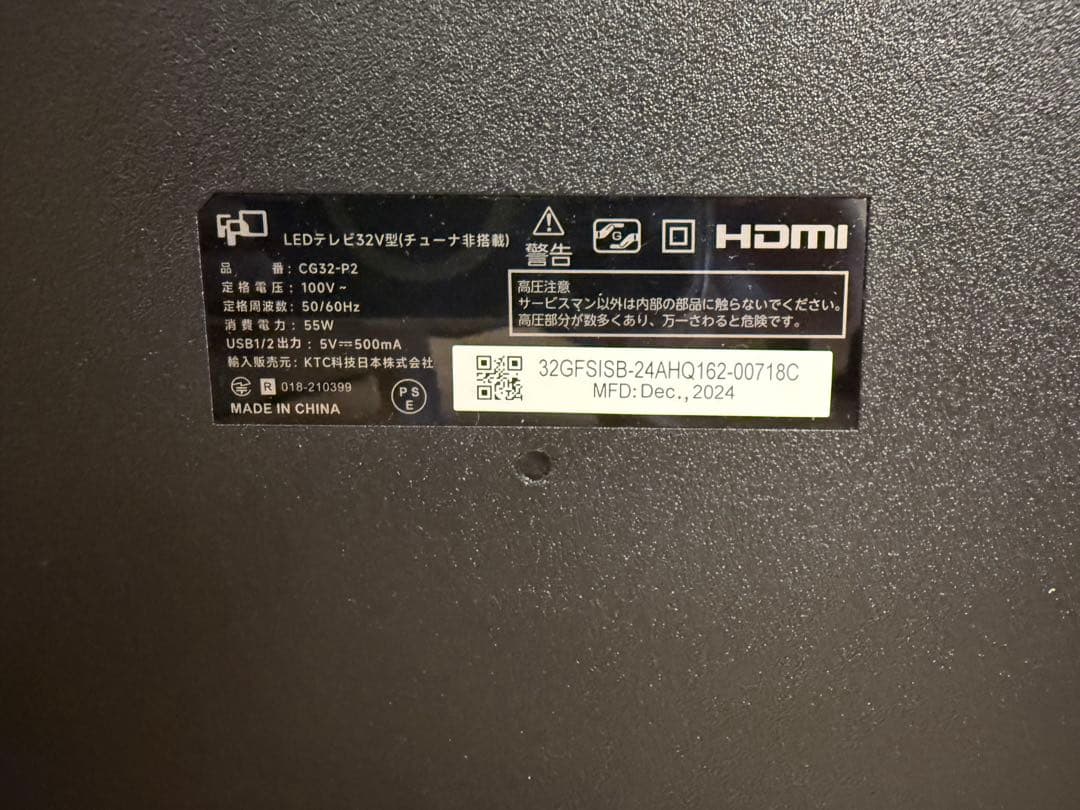 FPD
LEDテレビ32V型(チューナ非搭載)
品番: CG32-P2
定格電圧: 100V~
定格周波数: 50/60Hz
消費電力: 55W
USB1/2出力: 5V⎓500mA
輸入販売元: KTC科技日本株式会社
R 018-210399
PSE
MADE IN CHINA
警告
G
HDMI
高圧注意
サービスマン以外は内部の部品に触らないでください。
高圧部分が数多くあり、万一さわると危険です。
32GFSISB-24AHQ162-00718C
MFD: Dec., 2024